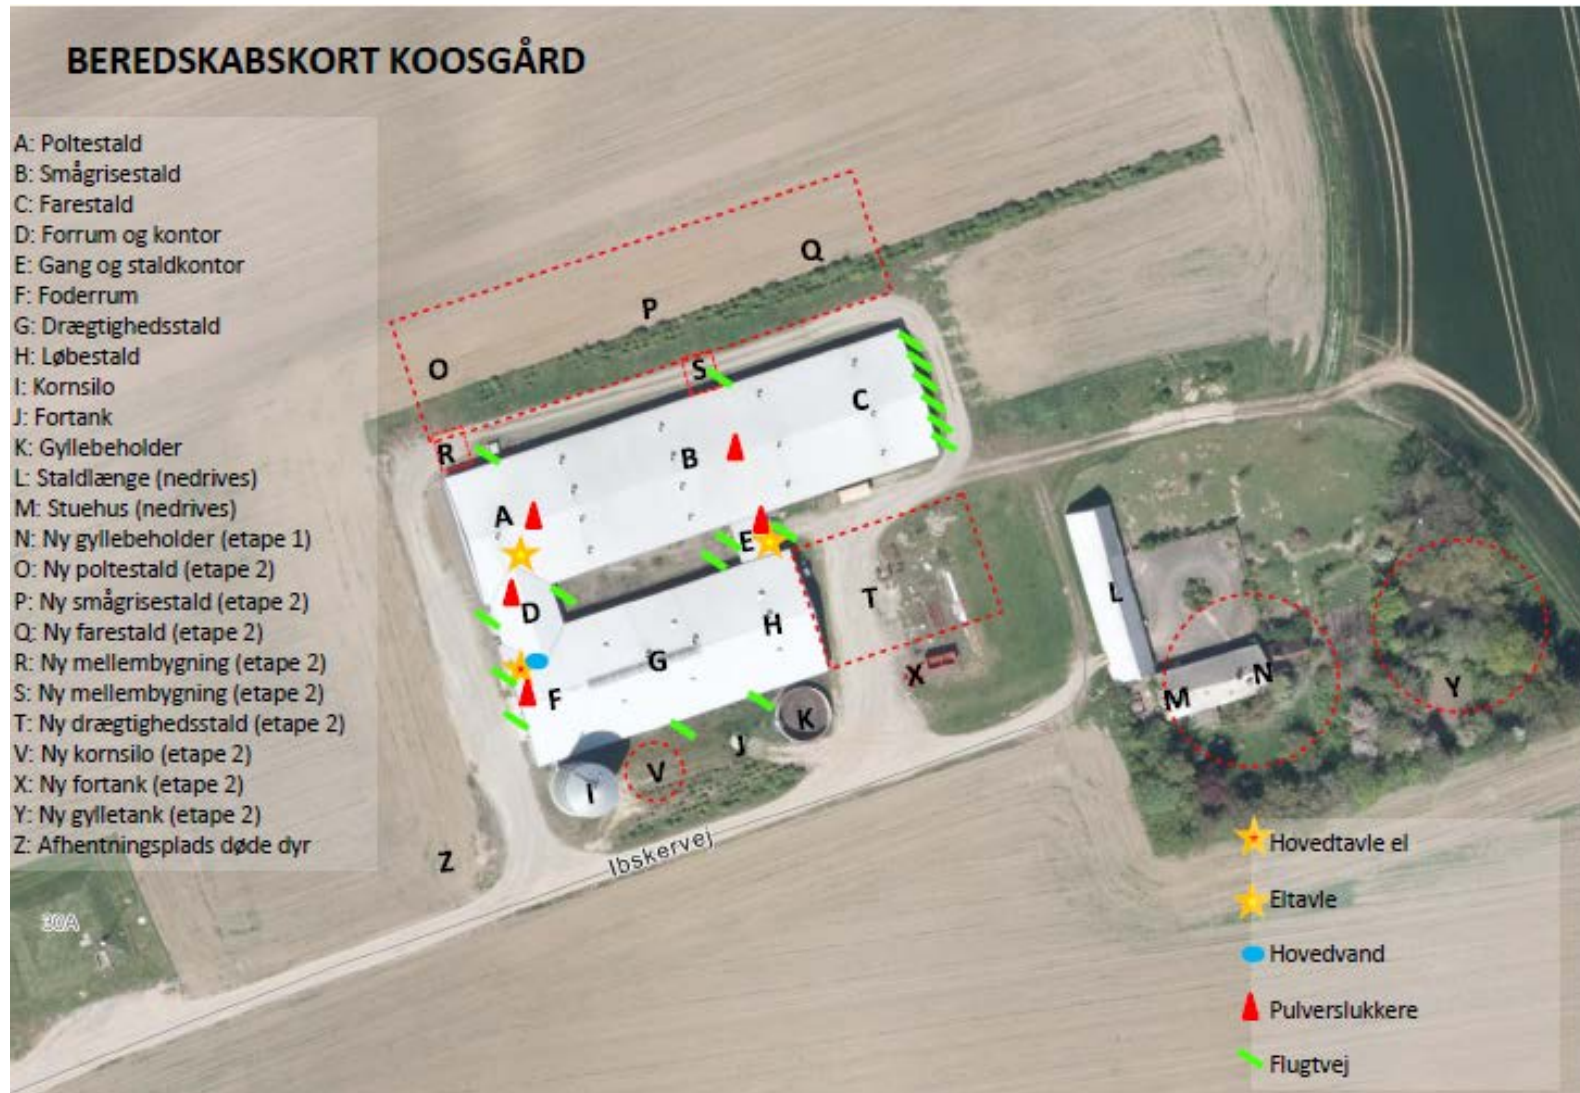 BEREDSKABSKORT KOOSGÅRD
A: Poltestald
B: Smågrisestald
C: Farestald
D: Forrum og kontor
E: Gang og staldkontor
F: Foderrum
G: Drægtighedsstald
H: Løbestald
I: Kornsilo
J: Fortank
K: Gyllebeholder
L: Staldlænge (nedrives)
M: Stuehus (nedrives)
N: Ny gyllebeholder (etape 1)
O: Ny poltestald (etape 2)
P: Ny smågrisestald (etape 2)
Q: Ny farestald (etape 2)
R: Ny mellembygning (etape 2)
S: Ny mellembygning (etape 2)
T: Ny drægtighedsstald (etape 2)
V: Ny kornsilo (etape 2)
X: Ny fortank (etape 2)
Y: Ny gylletank (etape 2)
Z: Afhentningsplads døde dyr
Q
P
O
S
C
R
B
A
E
T
L
D
H
G
X
N
M
Y
F
K
J
V
I
Z
Ibskervej
30A
Hovedtavle el
Eltavle
Hovedvand
Pulverslukkere
Flugtvej